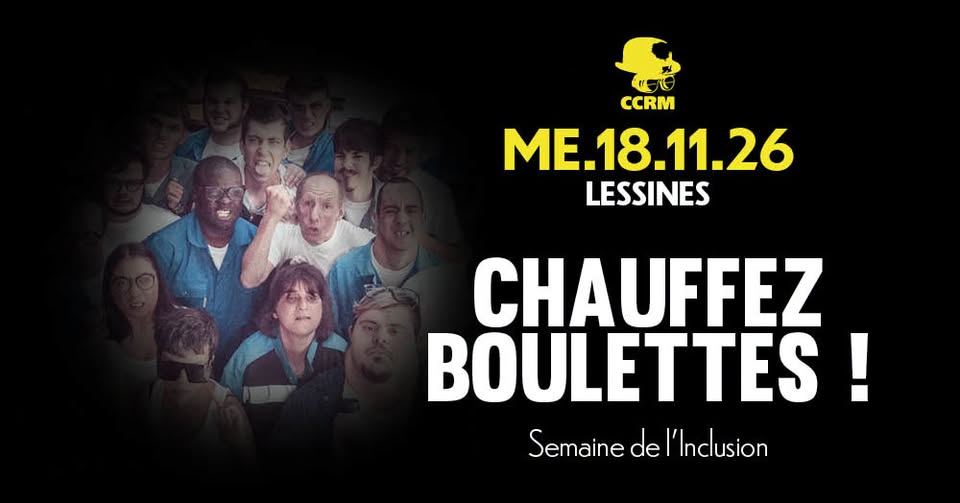 CCRM
ME.18.11.26
LESSINES
CHAUFFEZ
BOULETTES !
Semaine de l'Inclusion